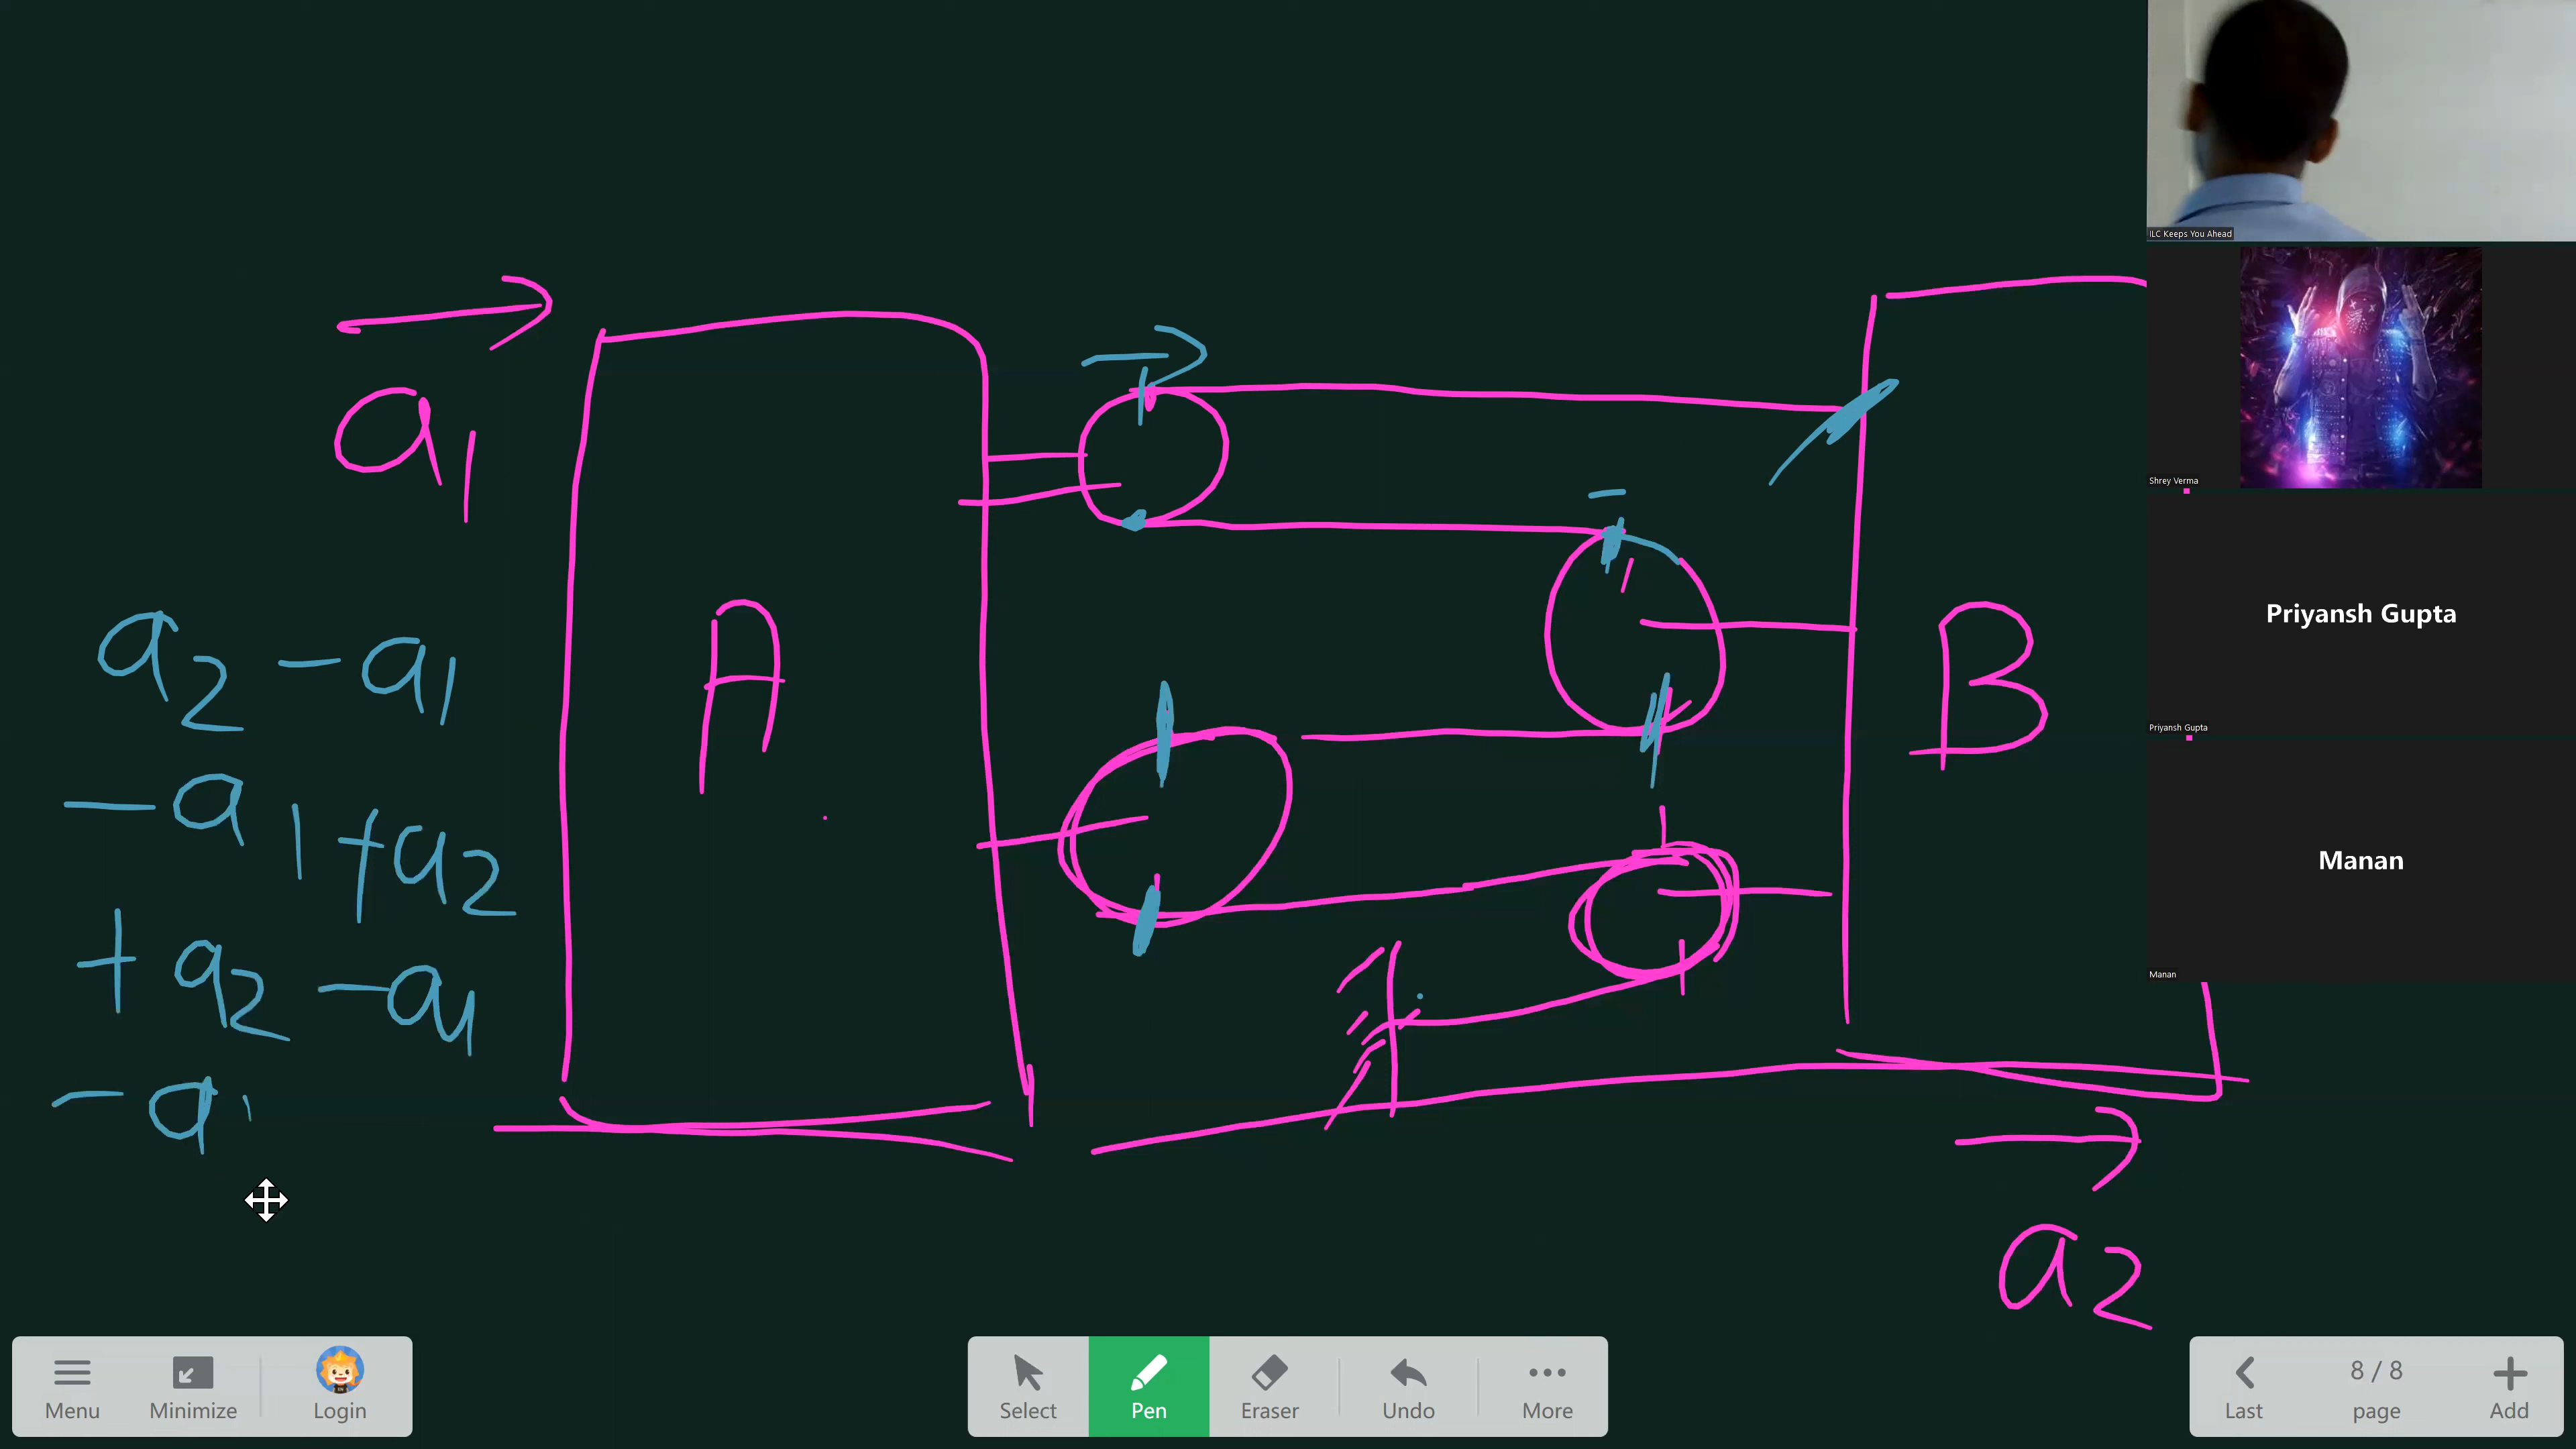 a1
a2 - a1
- a1 + a2
+ a2 - a1
- a1
A
B
a2
ILC Keeps You Ahead
Shrey Verma
Priyansh Gupta
Priyansh Gupta
Manan
Manan
Menu
Minimize
Login
Select
Pen
Eraser
Undo
More
Last
8 / 8
page
Add